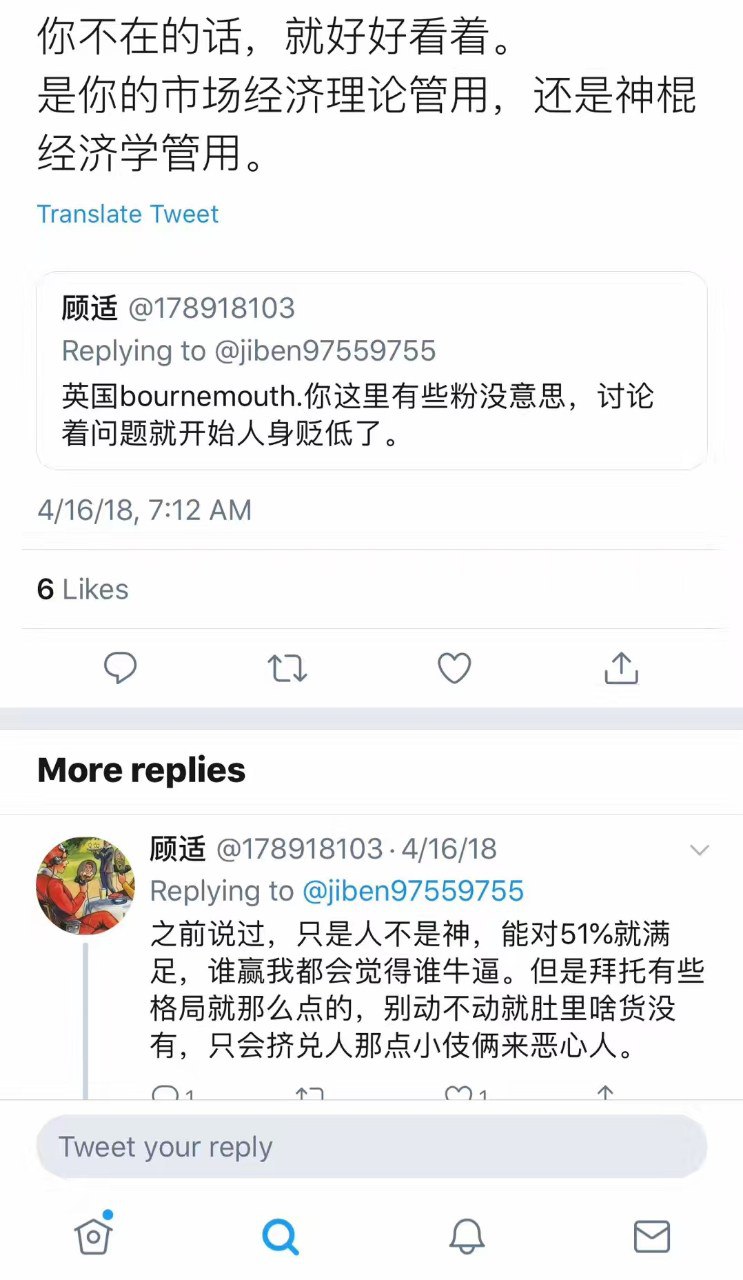 你不在的话，就好好看着。
是你的市场经济理论管用，还是神棍
经济学管用。
Translate Tweet
顾适 @178918103
Replying to @jiben97559755
英国bournemouth.你这里有些粉没意思，讨论
着问题就开始人身贬低了。
4/16/18, 7:12 AM
6 Likes
More replies
顾适 @178918103 · 4/16/18
Replying to @jiben97559755
之前说过，只是人不是神，能对51%就满
足，谁赢我都会觉得谁牛逼。但是拜托有些
格局就那么点的，别动不动就肚里啥货没
有，只会挤兑人那点小伎俩来恶心人。
1 1
Tweet your reply